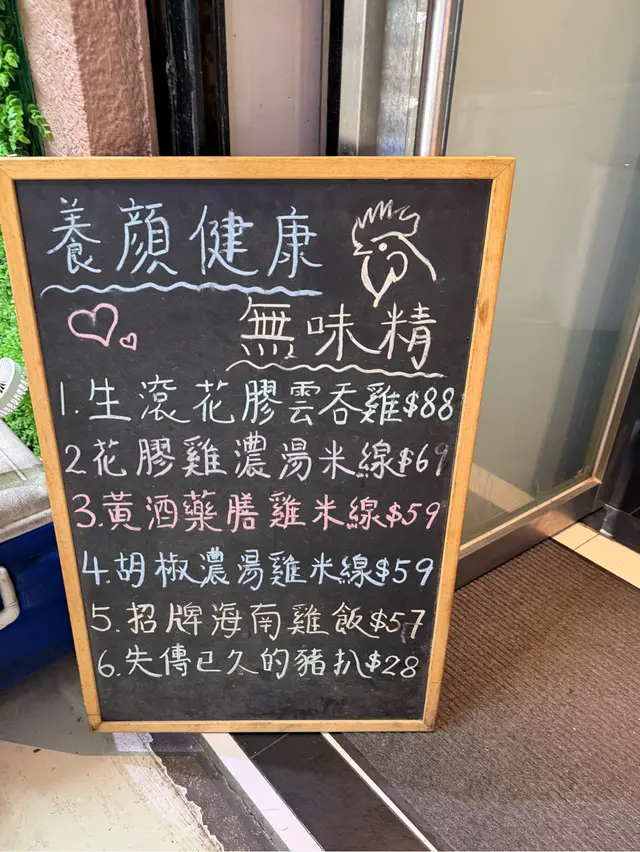 養顏健康
無味精
1.生滾花膠雲吞雞$88
2花膠雞濃湯米線$69
3.黃酒藥膳雞米線$59
4.胡椒濃湯雞米線$59
5.招牌海南雞飯$57
6.失傳已久的豬扒$28